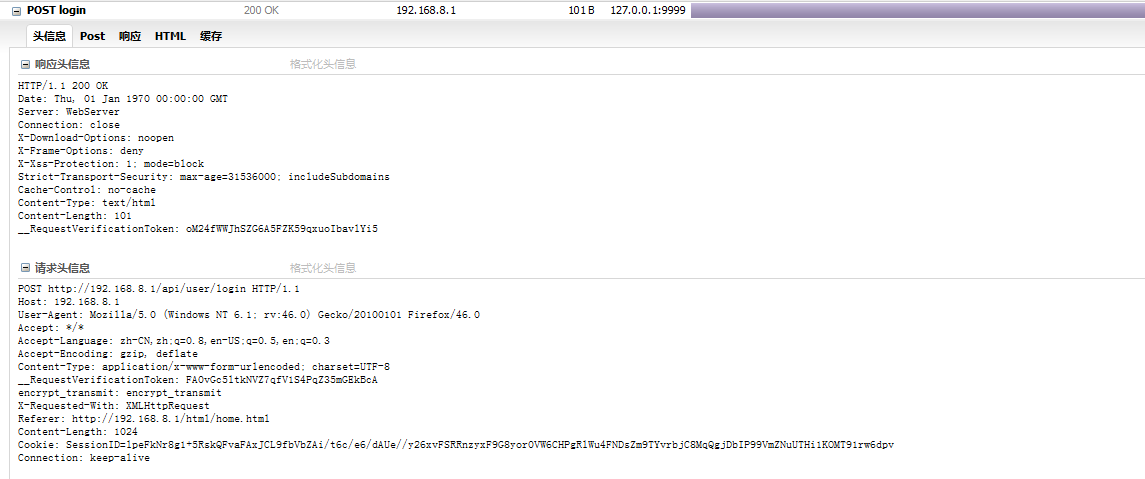 POST login 200 OK 192.168.8.1 101 B 127.0.0.1:9999
头信息 Post 响应 HTML 缓存
响应头信息 格式化头信息
HTTP/1.1 200 OK
Date: Thu, 01 Jan 1970 00:00:00 GMT
Server: WebServer
Connection: close
X-Download-Options: noopen
X-Frame-Options: deny
X-Xss-Protection: 1; mode=block
Strict-Transport-Security: max-age=31536000; includeSubdomains
Cache-Control: no-cache
Content-Type: text/html
Content-Length: 101
__RequestVerificationToken: oM24fWWJhSZG6A5FZK59qxuoIbavlYi5
请求头信息 格式化头信息
POST http://192.168.8.1/api/user/login HTTP/1.1
Host: 192.168.8.1
User-Agent: Mozilla/5.0 (Windows NT 6.1; rv:46.0) Gecko/20100101 Firefox/46.0
Accept: */*
Accept-Language: zh-CN,zh;q=0.8,en-US;q=0.5,en;q=0.3
Accept-Encoding: gzip, deflate
Content-Type: application/x-www-form-urlencoded; charset=UTF-8
__RequestVerificationToken: FAOvGc5ltkNVZ7qfV1S4PqZ35mGEkBcA
encrypt_transmit: encrypt_transmit
X-Requested-With: XMLHttpRequest
Referer: http://192.168.8.1/html/home.html
Content-Length: 1024
Cookie: SessionID=lpeFkNr8g1+5RskQFvaFAxJCL9fbVbZAi/t6c/e6/dAUe//y26xvFSRRnzyxF9G8yor0VW6CHPgRlWu4FNDsZm9TYvrbjC8MqQgjDbIP99VmZNuUTHi1KOMT91rw6dpv
Connection: keep-alive